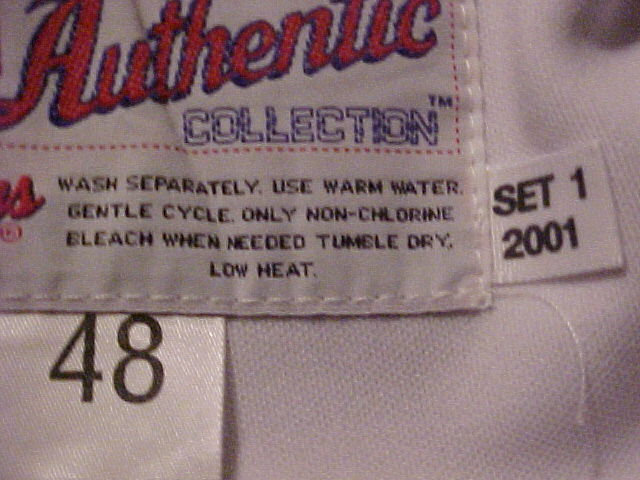 Authentic
COLLECTION™
WASH SEPARATELY. USE WARM WATER.
GENTLE CYCLE. ONLY NON-CHLORINE
BLEACH WHEN NEEDED TUMBLE DRY.
LOW HEAT.
SET 1
2001
48